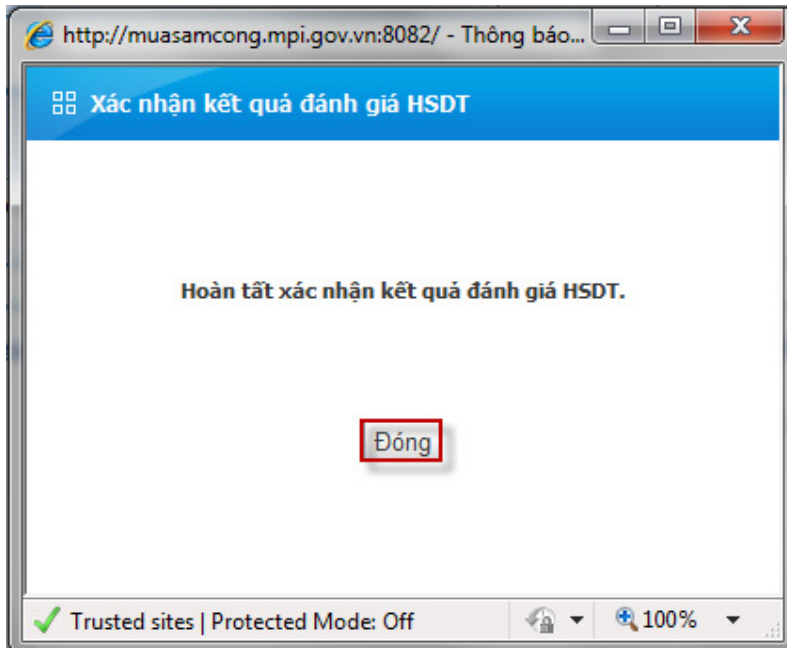 http://muasamcong.mpi.gov.vn:8082/ - Thông báo...
Xác nhận kết quả đánh giá HSDT
Hoàn tất xác nhận kết quả đánh giá HSDT.
Đóng
Trusted sites | Protected Mode: Off 100%